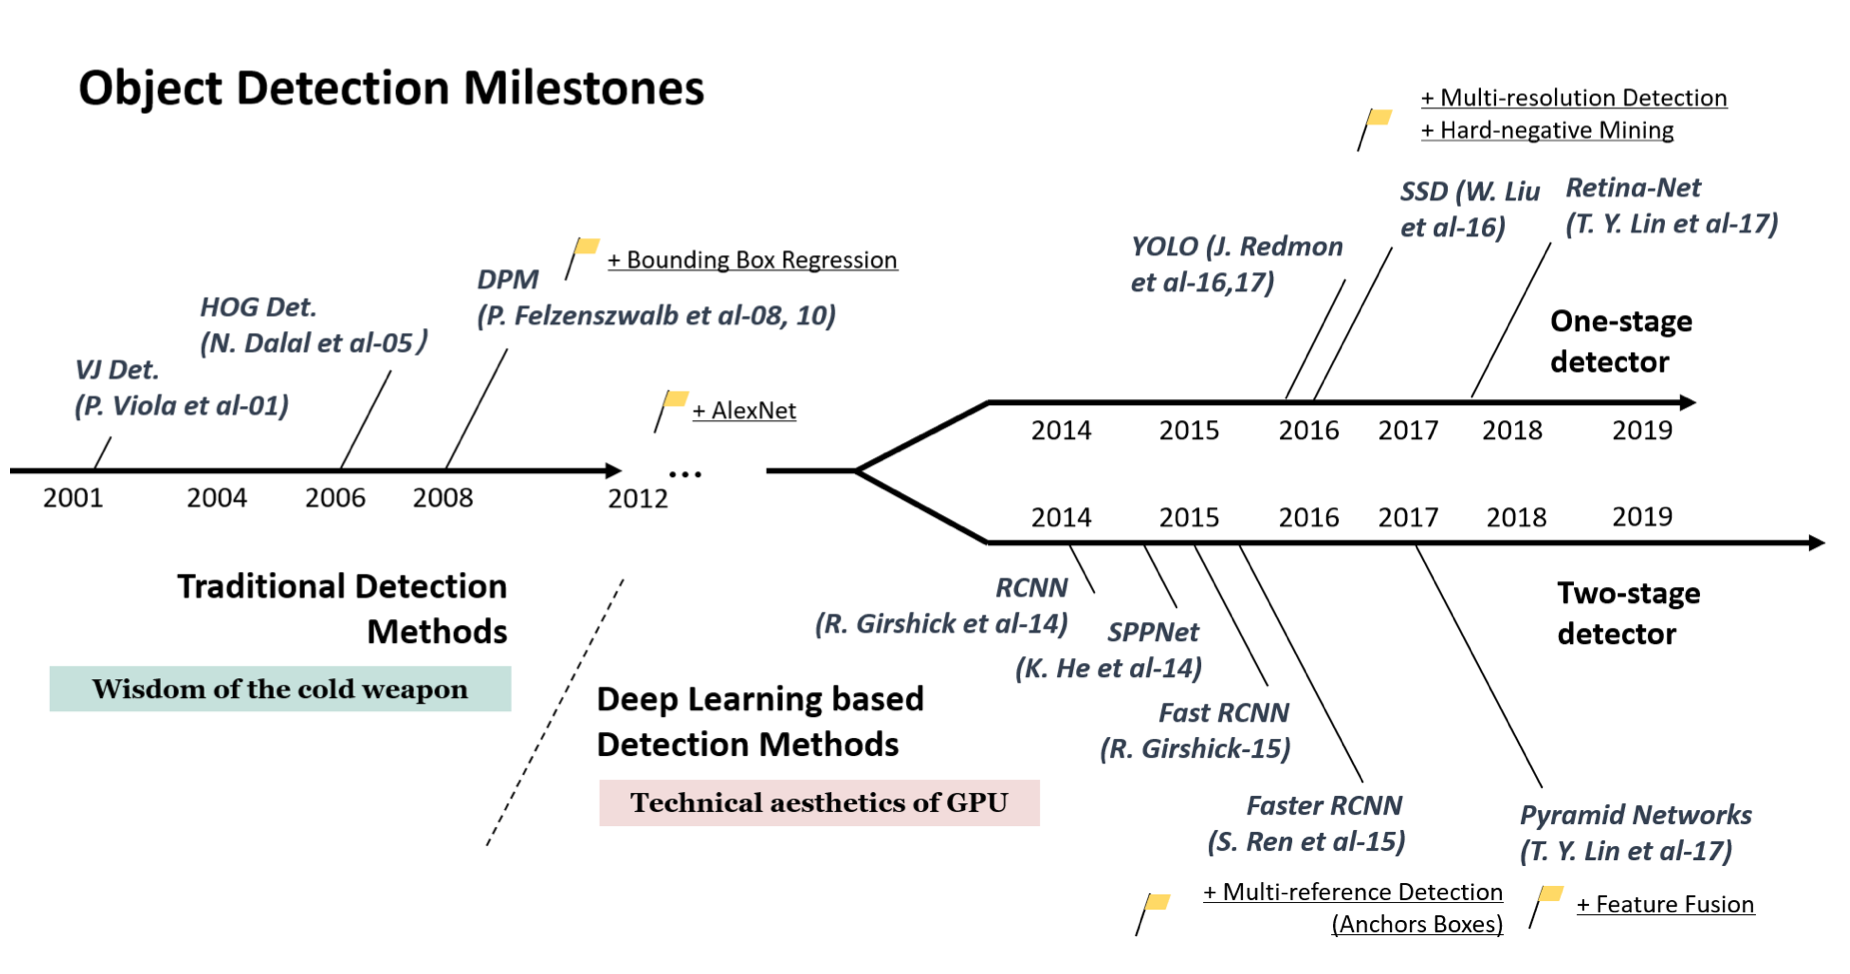 Object Detection Milestones
+ Multi-resolution Detection
+ Hard-negative Mining
SSD (W. Liu
et al-16)
Retina-Net
(T. Y. Lin et al-17)
YOLO (J. Redmon
et al-16,17)
+ Bounding Box Regression
DPM
(P. Felzenszwalb et al-08, 10)
HOG Det.
(N. Dalal et al-05)
VJ Det.
(P. Viola et al-01)
+ AlexNet
One-stage
detector
2014 2015 2016 2017 2018 2019
...
2001 2004 2006 2008 2012
2014 2015 2016 2017 2018 2019
Traditional Detection
Methods
Wisdom of the cold weapon
Deep Learning based
Detection Methods
Technical aesthetics of GPU
RCNN
(R. Girshick et al-14)
SPPNet
(K. He et al-14)
Fast RCNN
(R. Girshick-15)
Faster RCNN
(S. Ren et al-15)
+ Multi-reference Detection
(Anchors Boxes)
Two-stage
detector
Pyramid Networks
(T. Y. Lin et al-17)
+ Feature Fusion